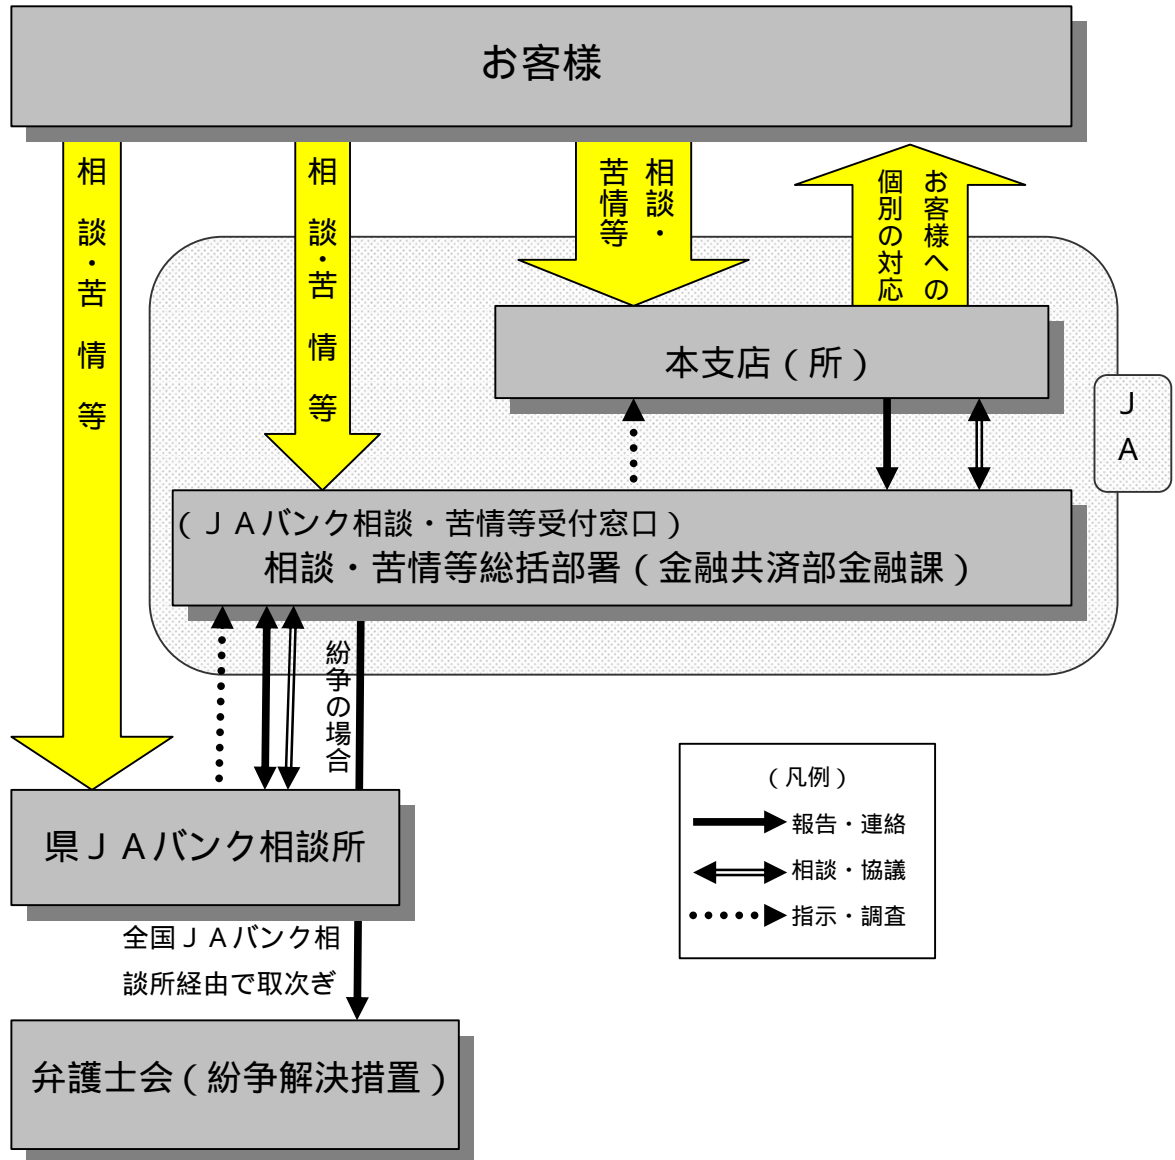 お客様
相談・苦情等
相談・苦情等
相談・
苦情等
お客様への
個別の対応
本支店（所）
ＪＡ
（ＪＡバンク相談・苦情等受付窓口）
相談・苦情等総括部署（金融共済部金融課）
紛争の場合
（凡例）
報告・連絡
相談・協議
指示・調査
県ＪＡバンク相談所
全国ＪＡバンク相
談所経由で取次ぎ
弁護士会（紛争解決措置）